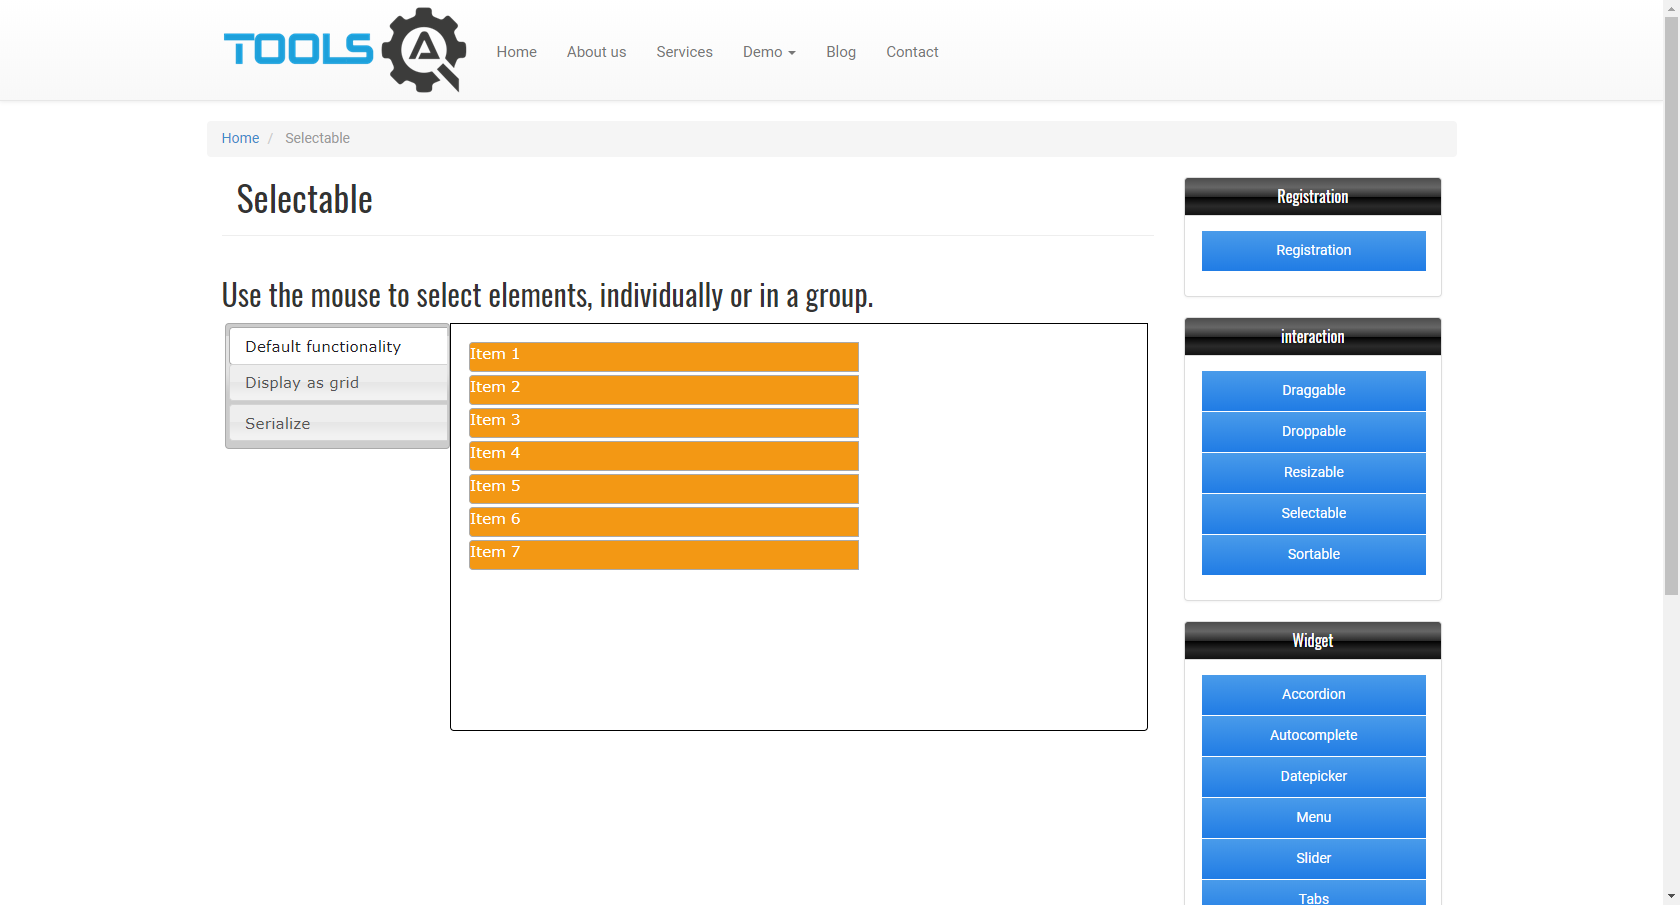 TOOLS QA
Home About us Services Demo Blog Contact
Home / Selectable
Selectable
Use the mouse to select elements, individually or in a group.
Default functionality
Display as grid
Serialize
Item 1
Item 2
Item 3
Item 4
Item 5
Item 6
Item 7
Registration
Registration
interaction
Draggable
Droppable
Resizable
Selectable
Sortable
Widget
Accordion
Autocomplete
Datepicker
Menu
Slider
Tabs